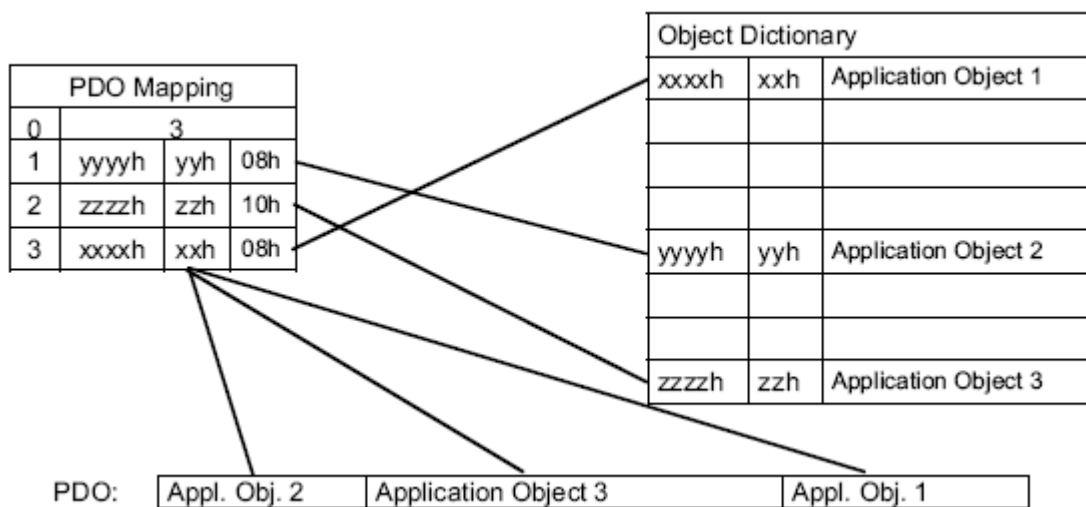 PDO Mapping
0 3
1 yyyyh yyh 08h
2 zzzzh zzh 10h
3 xxxxh xxh 08h
Object Dictionary
xxxxh xxh Application Object 1
yyyyh yyh Application Object 2
zzzzh zzh Application Object 3
PDO: Appl. Obj. 2 Application Object 3 Appl. Obj. 1